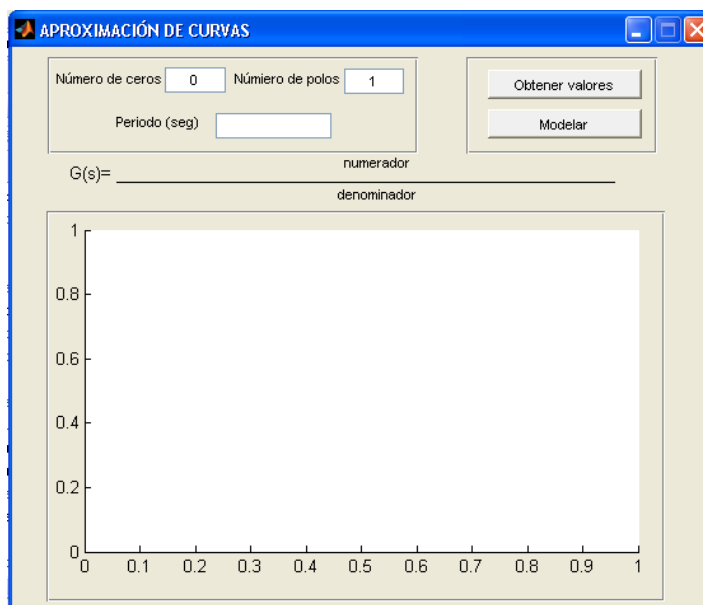 APROXIMACIÓN DE CURVAS
Número de ceros 0 Númiero de polos 1
Periodo (seg)
Obtener valores
Modelar
numerador
G(s)=
denominador
1
0.8
0.6
0.4
0.2
0
0 0.1 0.2 0.3 0.4 0.5 0.6 0.7 0.8 0.9 1